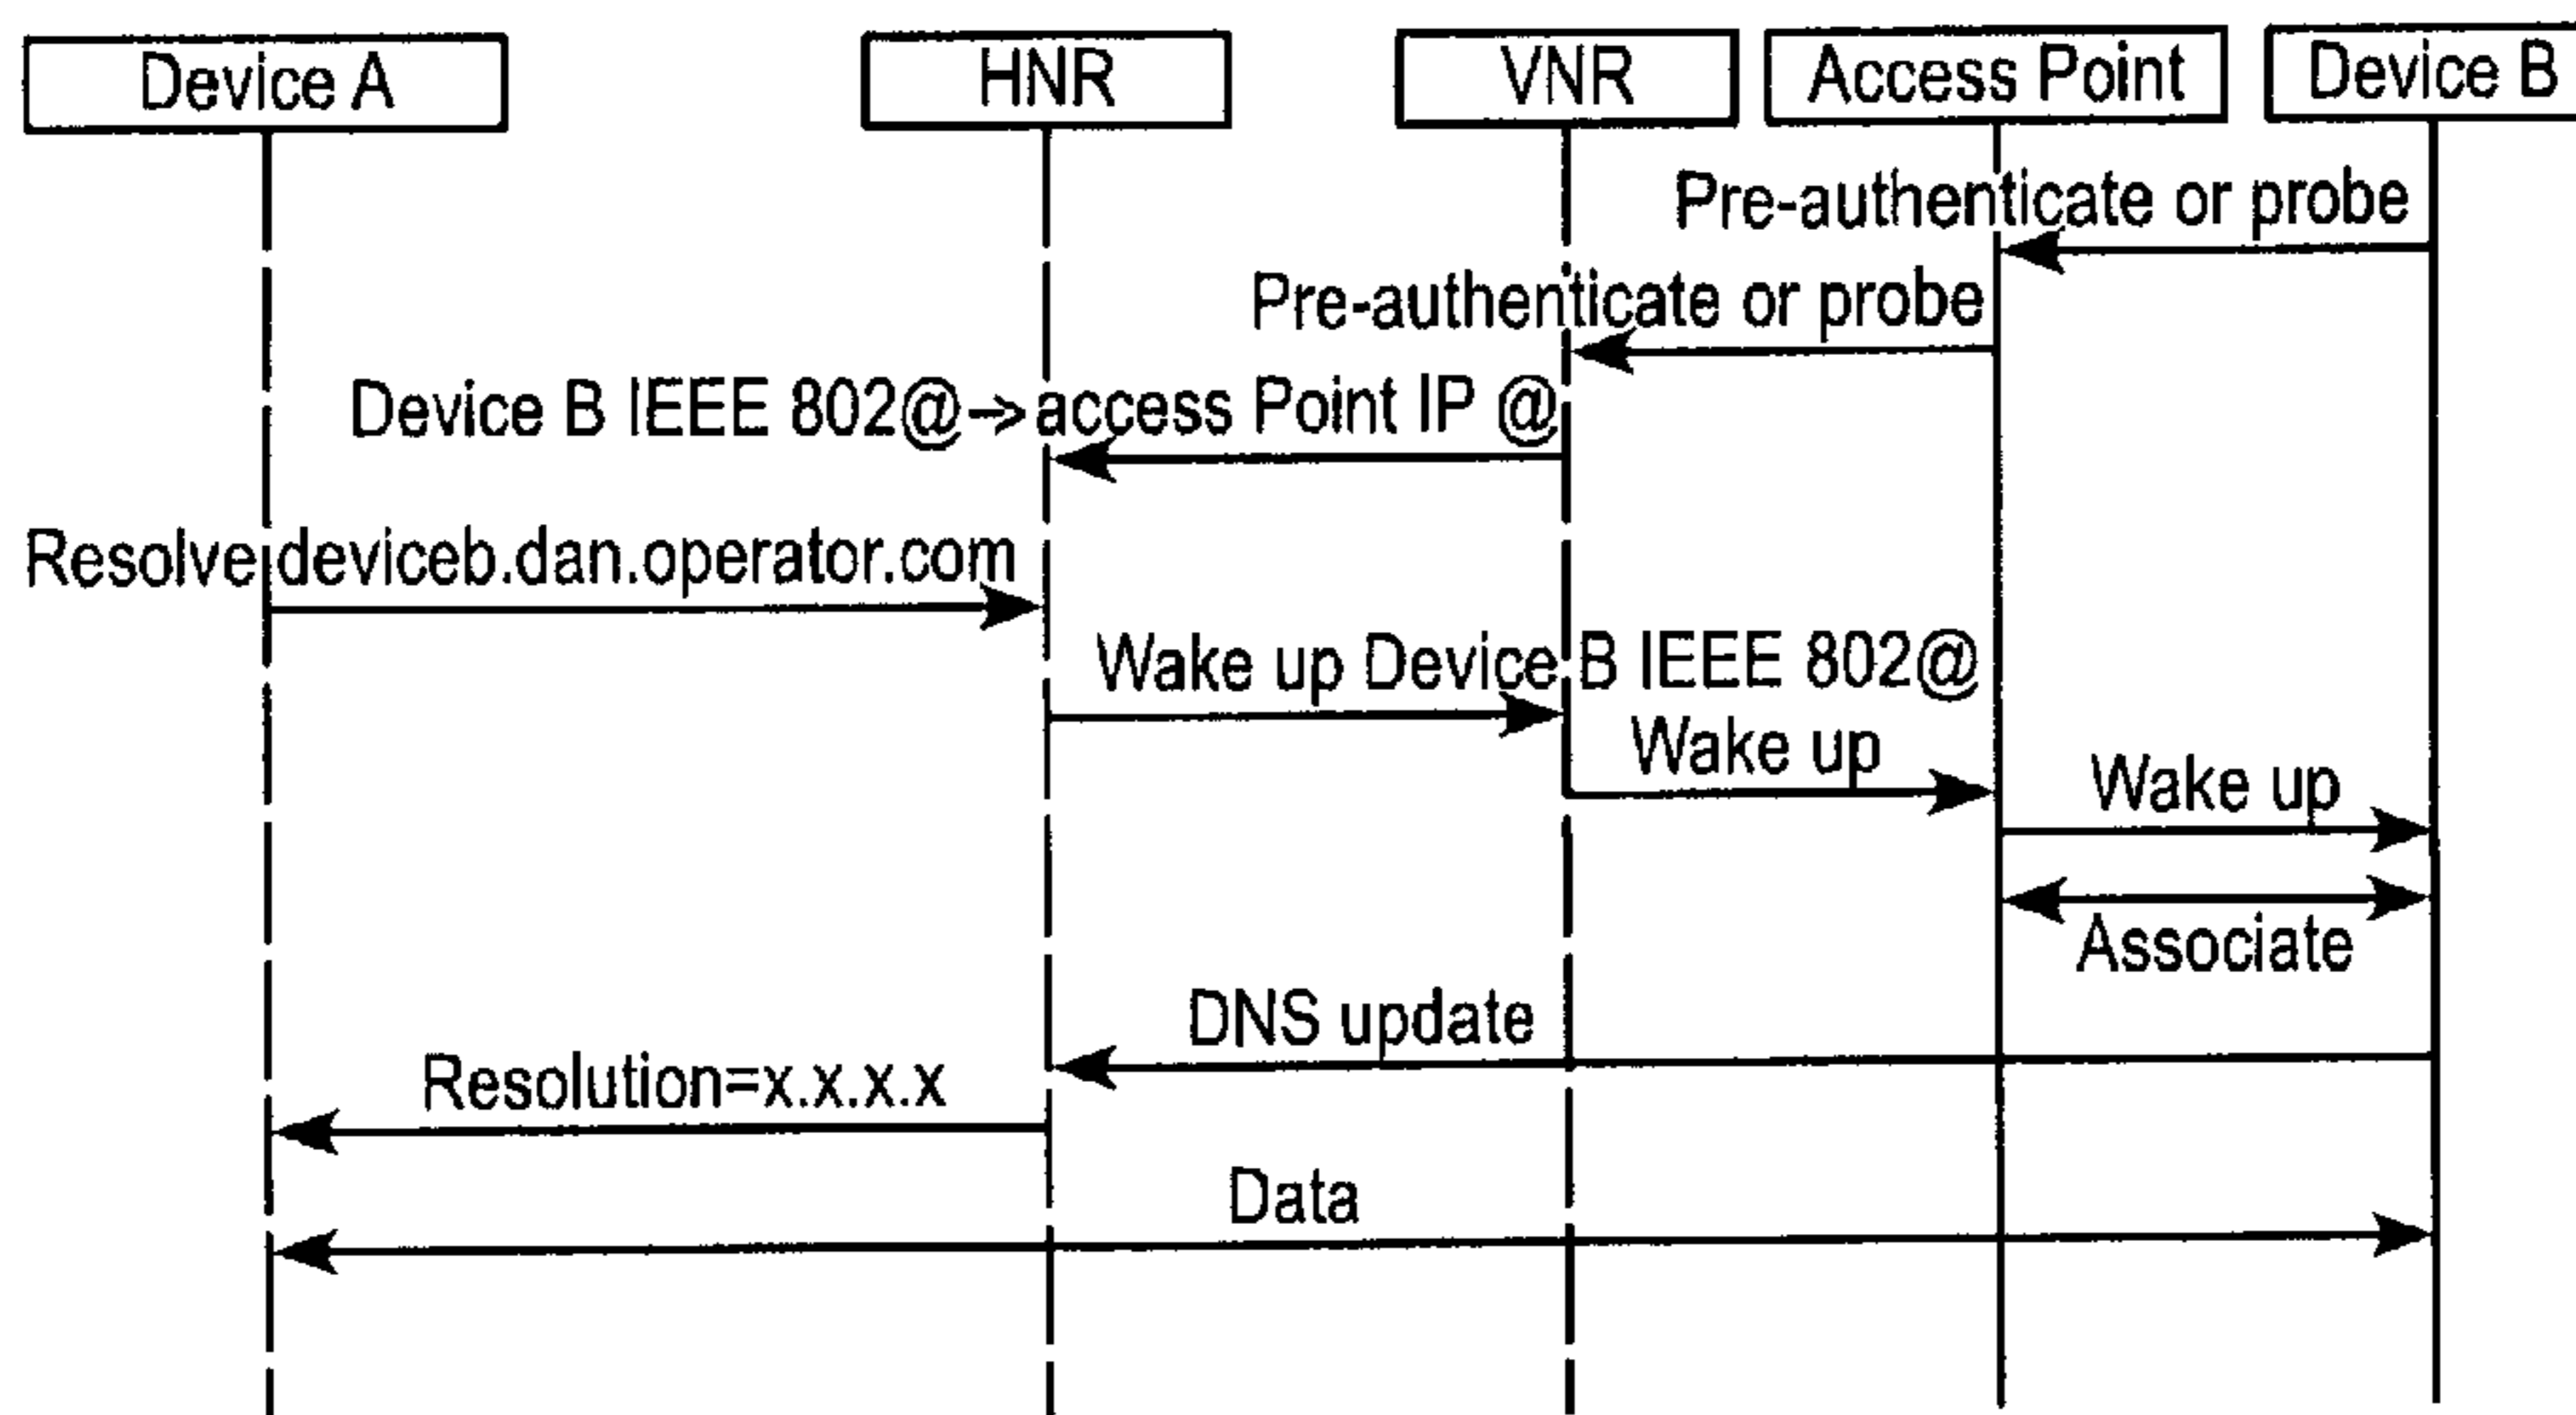 Device A
HNR
VNR
Access Point
Device B
Pre-authenticate or probe
Pre-authenticate or probe
Device B IEEE 802@->access Point IP @
Resolve deviceb.dan.operator.com
Wake up Device B IEEE 802@
Wake up
Wake up
Associate
DNS update
Resolution=x.x.x.x
Data